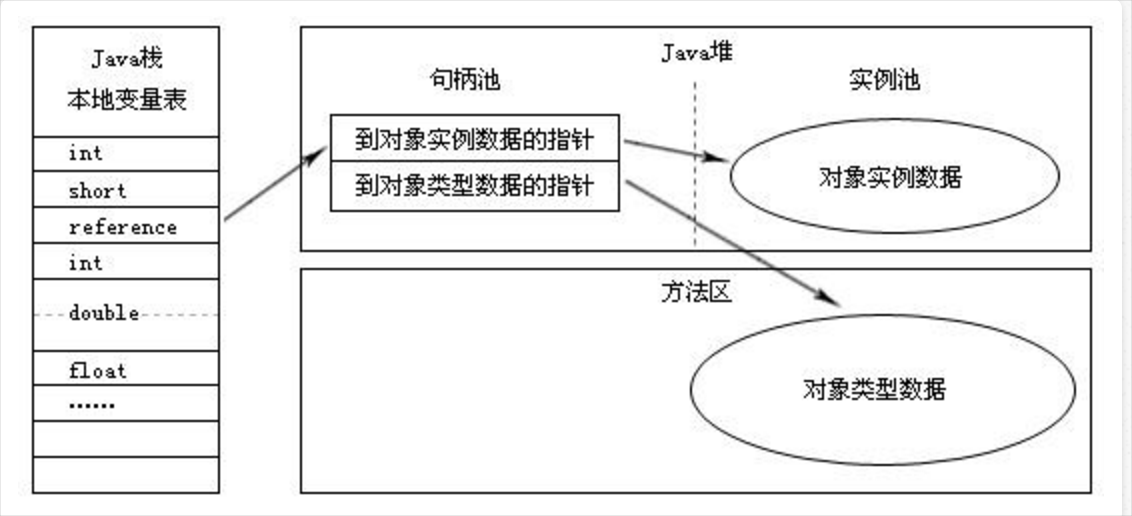 Java栈
本地变量表
int
short
reference
int
double
float
……
Java堆
句柄池
实例池
到对象实例数据的指针
到对象类型数据的指针
对象实例数据
方法区
对象类型数据